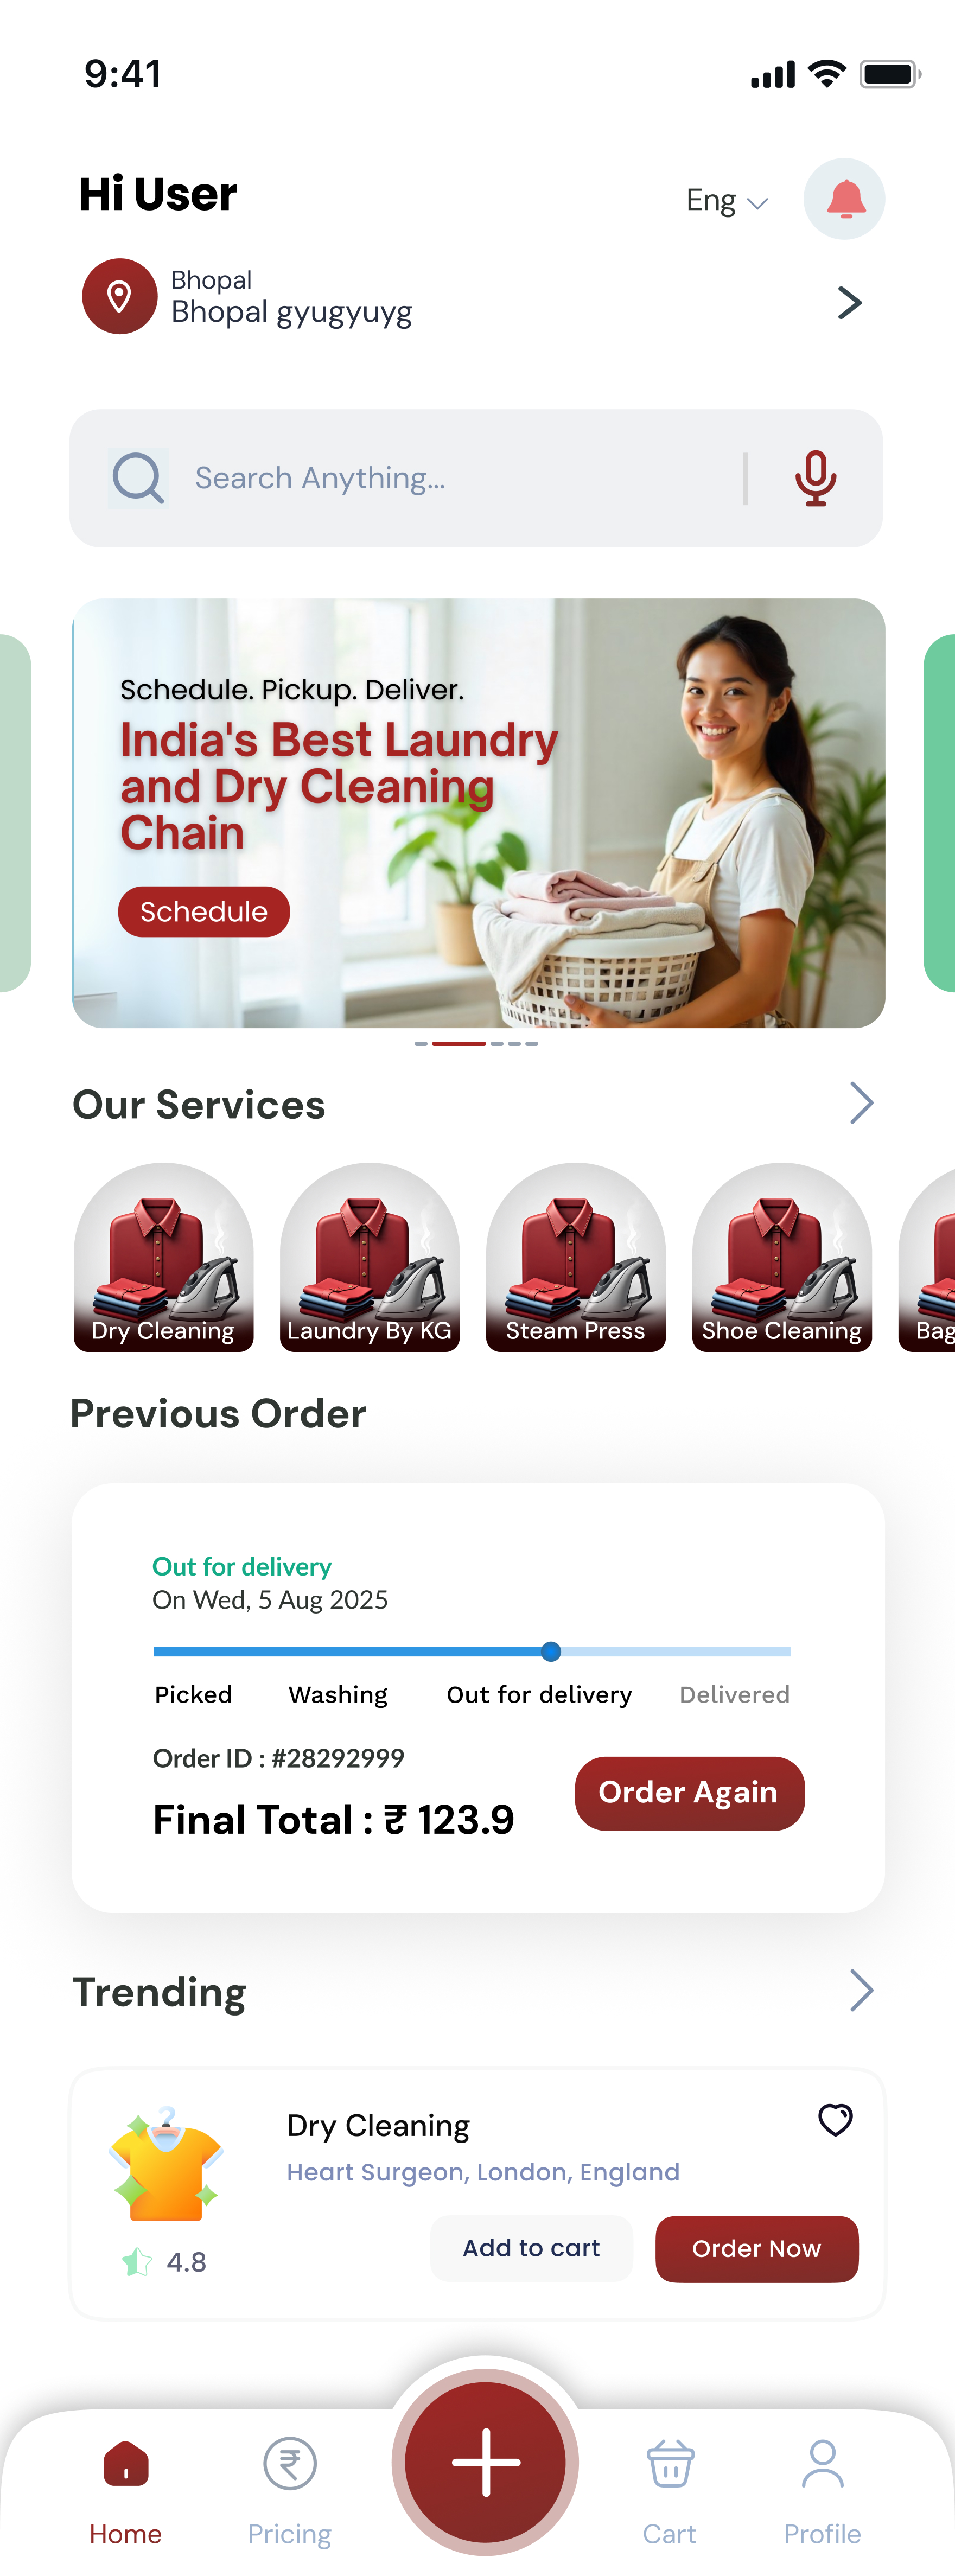 9:41
Hi User
Eng
Bhopal
Bhopal gyugyuyg
Search Anything...
Schedule. Pickup. Deliver.
India's Best Laundry
and Dry Cleaning
Chain
Schedule
Our Services
Dry Cleaning
Laundry By KG
Steam Press
Shoe Cleaning
Bag
Previous Order
Out for delivery
On Wed, 5 Aug 2025
Picked Washing Out for delivery Delivered
Order ID : #28292999
Order Again
Final Total : ₹ 123.9
Trending
Dry Cleaning
Heart Surgeon, London, England
4.8
Add to cart
Order Now
Home
Pricing
Cart
Profile